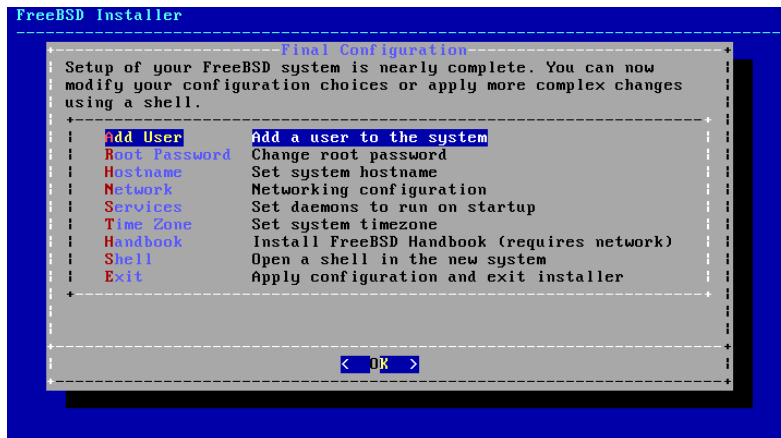 FreeBSD Installer
Final Configuration
Setup of your FreeBSD system is nearly complete. You can now
modify your configuration choices or apply more complex changes
using a shell.
Add User Add a user to the system
Root Password Change root password
Hostname Set system hostname
Network Networking configuration
Services Set daemons to run on startup
Time Zone Set system timezone
Handbook Install FreeBSD Handbook (requires network)
Shell Open a shell in the new system
Exit Apply configuration and exit installer
< OK >